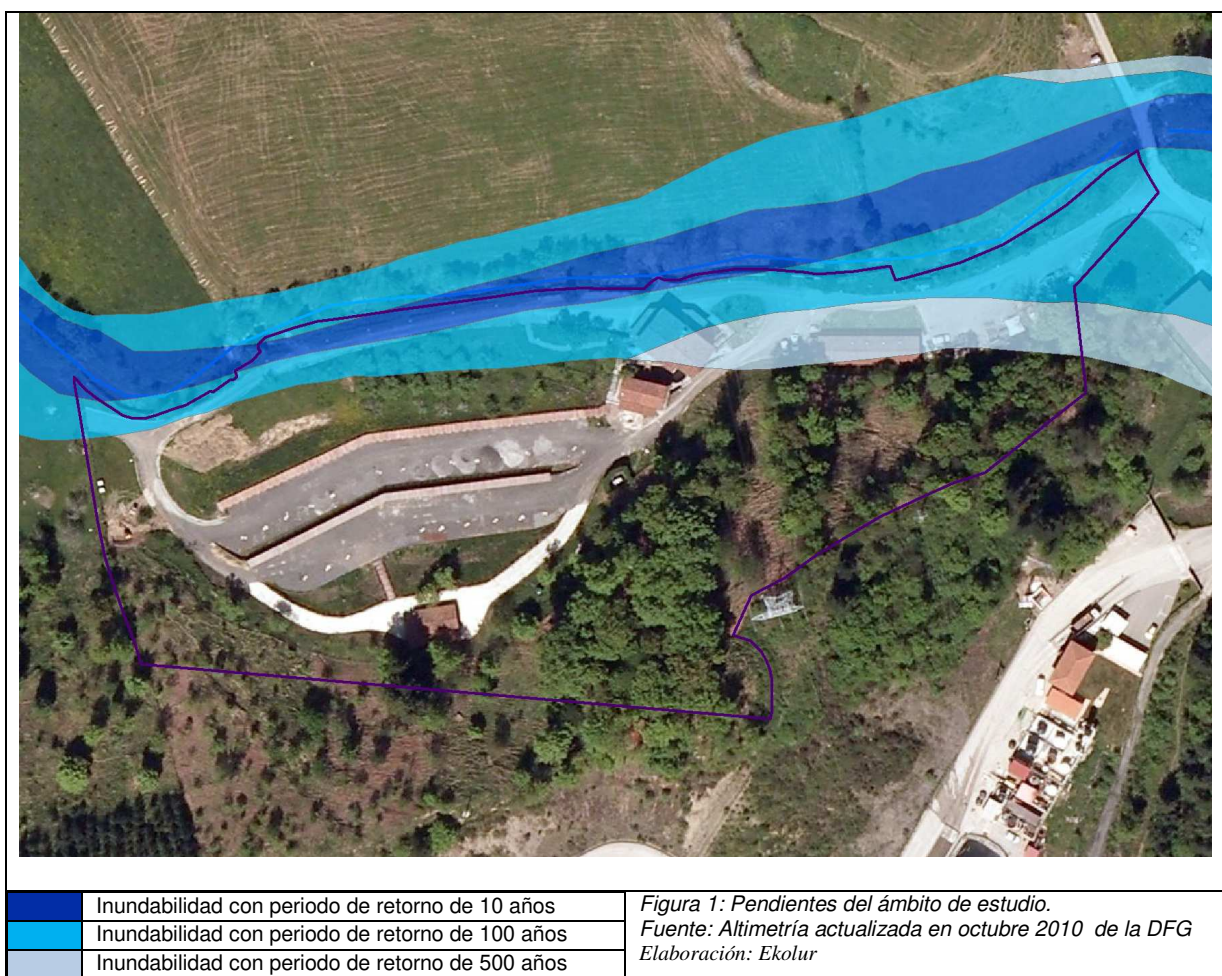 Inundabilidad con periodo de retorno de 10 años
Inundabilidad con periodo de retorno de 100 años
Inundabilidad con periodo de retorno de 500 años
Figura 1: Pendientes del ámbito de estudio.
Fuente: Altimetría actualizada en octubre 2010 de la DFG
Elaboración: Ekolur